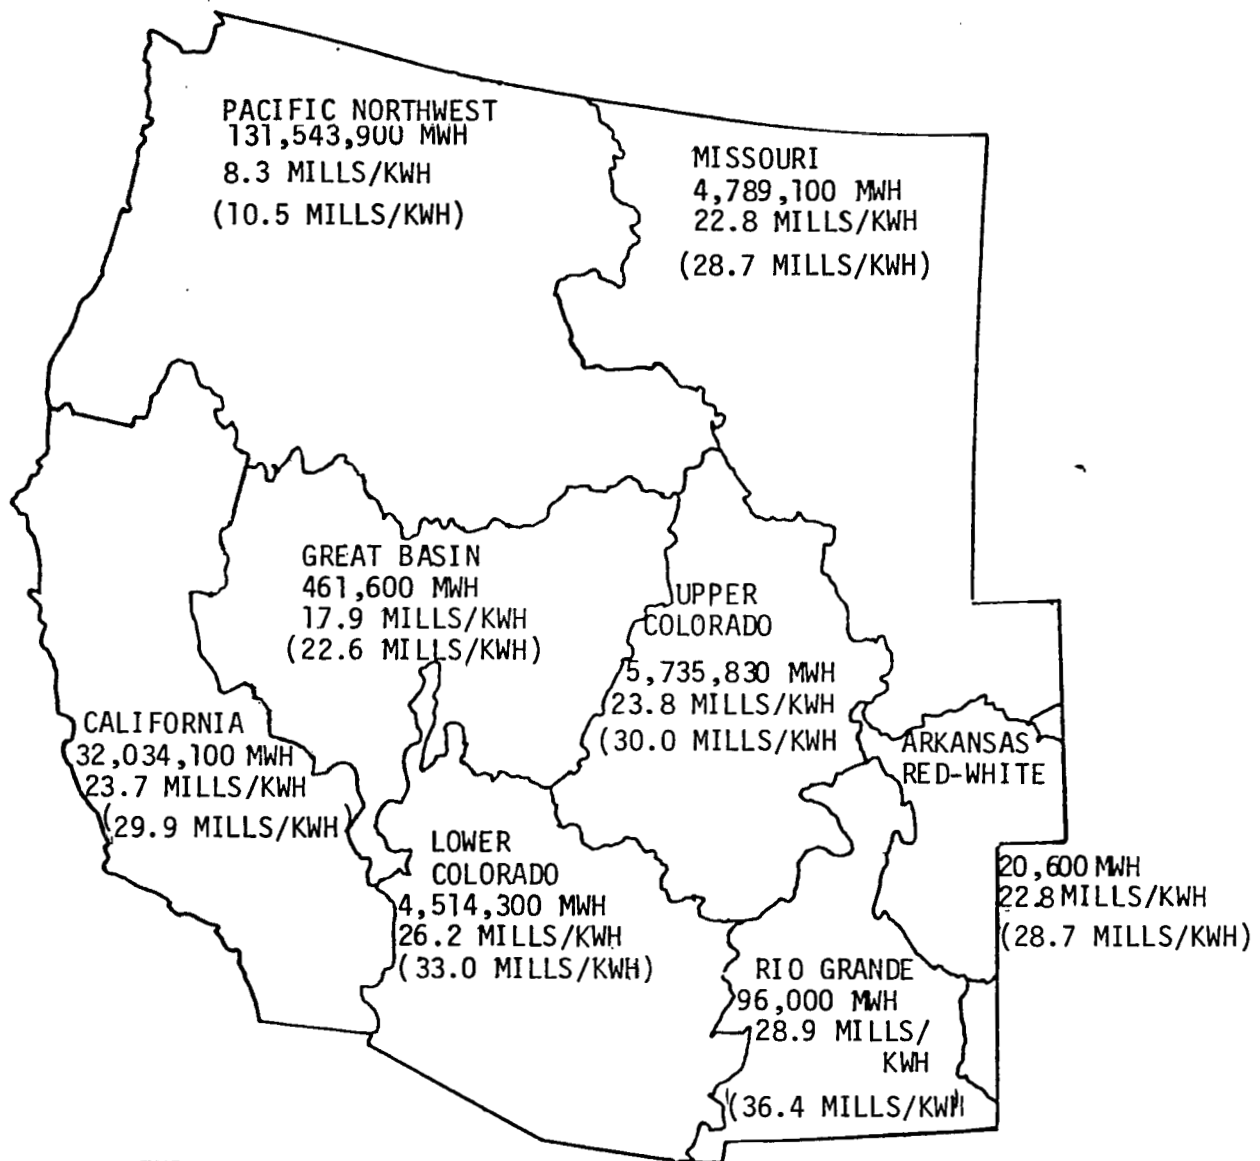 PACIFIC NORTHWEST
131,543,900 MWH
8.3 MILLS/KWH
(10.5 MILLS/KWH)
MISSOURI
4,789,100 MWH
22.8 MILLS/KWH
(28.7 MILLS/KWH)
GREAT BASIN
461,600 MWH
17.9 MILLS/KWH
(22.6 MILLS/KWH)
UPPER
COLORADO
5,735,830 MWH
23.8 MILLS/KWH
(30.0 MILLS/KWH
CALIFORNIA
32,034,100 MWH
23.7 MILLS/KWH
(29.9 MILLS/KWH)
ARKANSAS
RED-WHITE
20,600 MWH
22.8 MILLS/KWH
(28.7 MILLS/KWH)
LOWER
COLORADO
4,514,300 MWH
26.2 MILLS/KWH
(33.0 MILLS/KWH)
RIO GRANDE
96,000 MWH
28.9 MILLS/
KWH
(36.4 MILLS/KWH